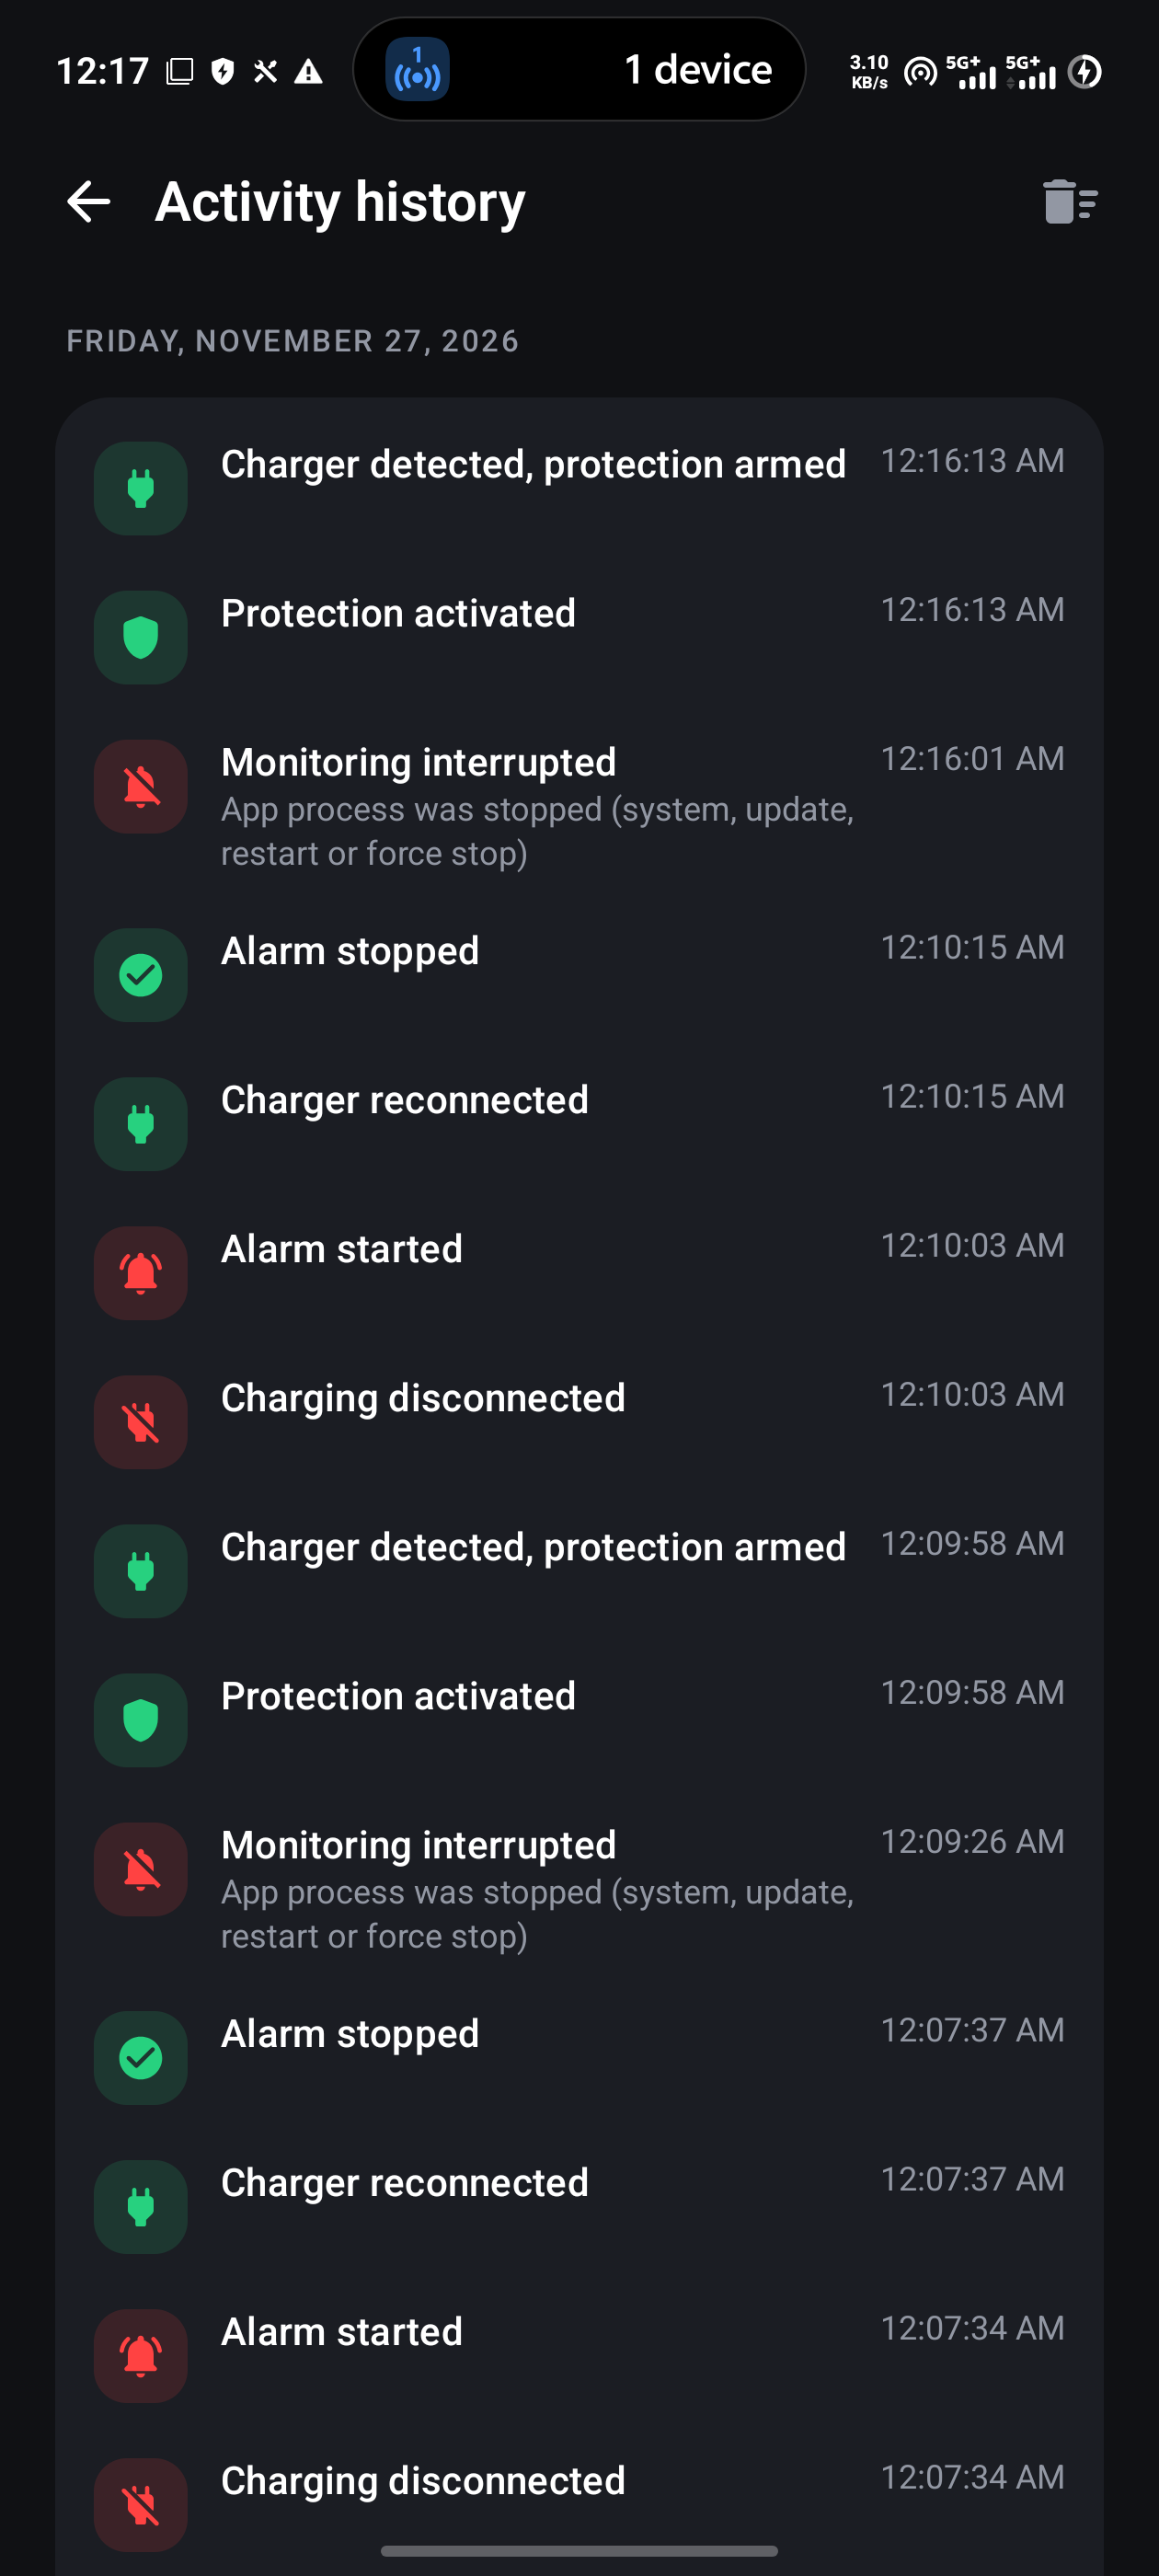 12:17
1
1 device
3.10
KB/s
5G+
5G+
Activity history
FRIDAY, NOVEMBER 27, 2026
Charger detected, protection armed
12:16:13 AM
Protection activated
12:16:13 AM
Monitoring interrupted
12:16:01 AM
App process was stopped (system, update,
restart or force stop)
Alarm stopped
12:10:15 AM
Charger reconnected
12:10:15 AM
Alarm started
12:10:03 AM
Charging disconnected
12:10:03 AM
Charger detected, protection armed
12:09:58 AM
Protection activated
12:09:58 AM
Monitoring interrupted
12:09:26 AM
App process was stopped (system, update,
restart or force stop)
Alarm stopped
12:07:37 AM
Charger reconnected
12:07:37 AM
Alarm started
12:07:34 AM
Charging disconnected
12:07:34 AM